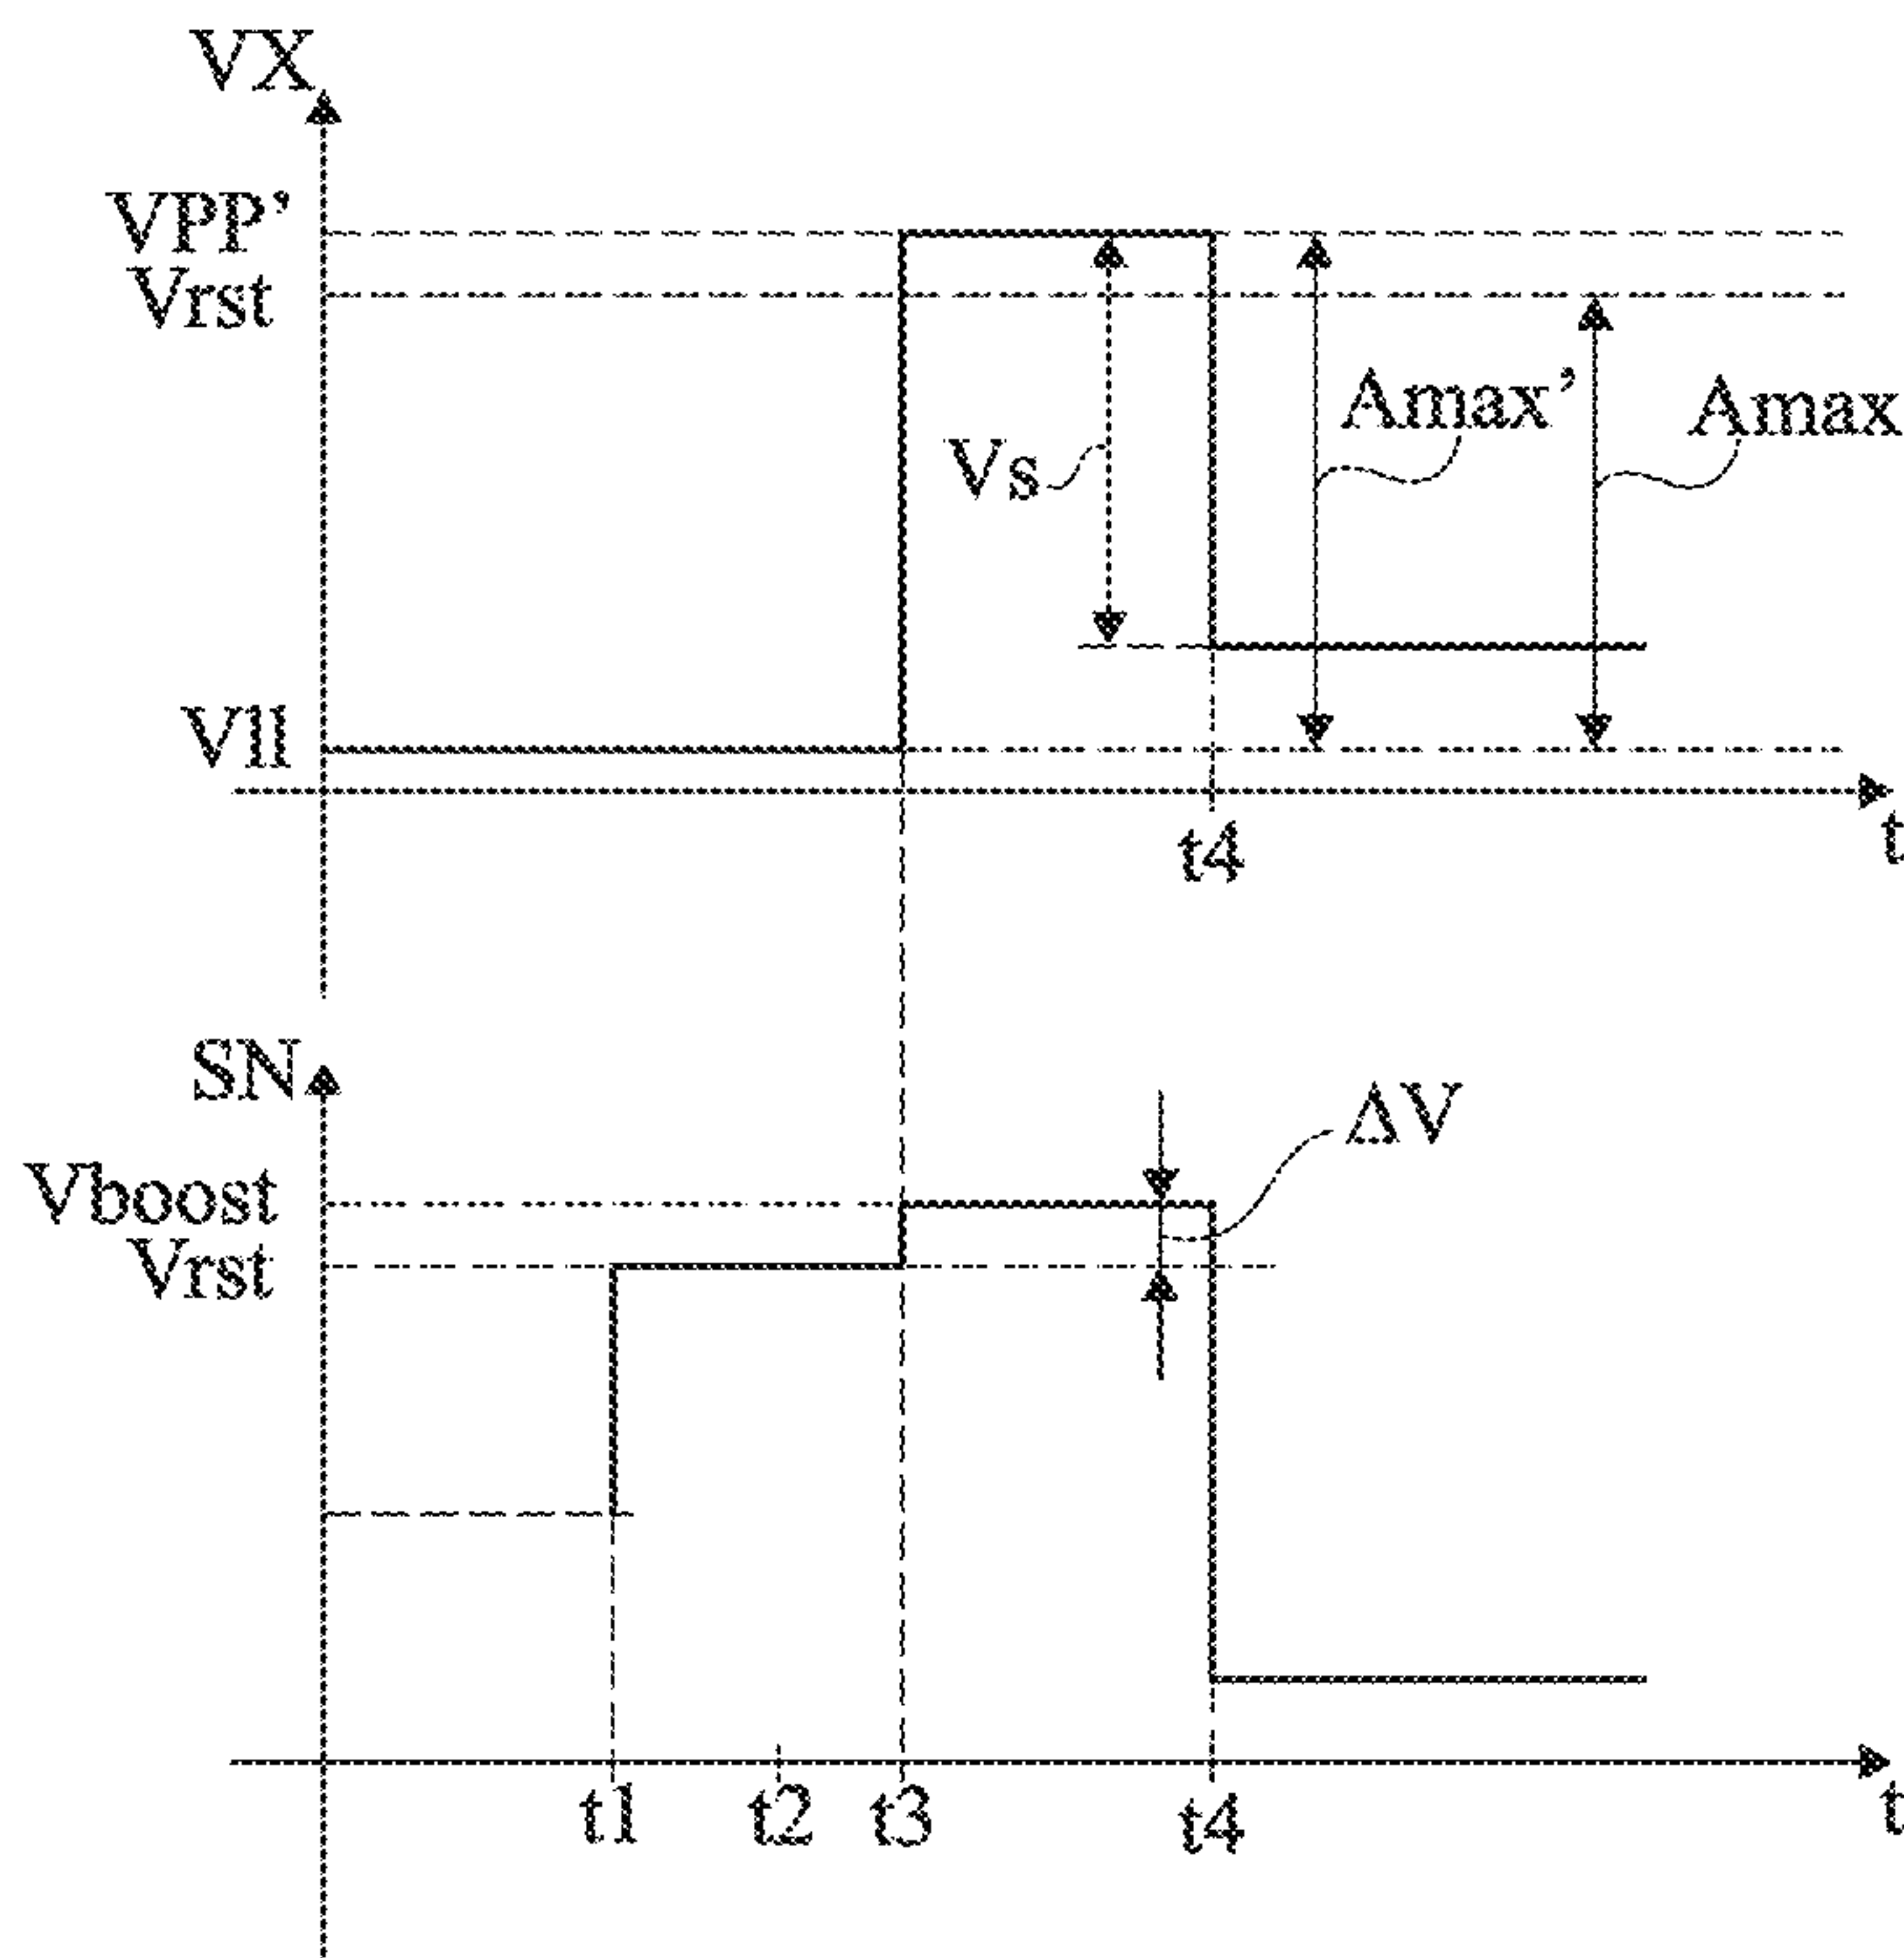 VX
VPP’
Vrst
Amax’
Amax
Vs
Vll
t
t4
SN
ΔV
Vboost
Vrst
t1
t2
t3
t4
t